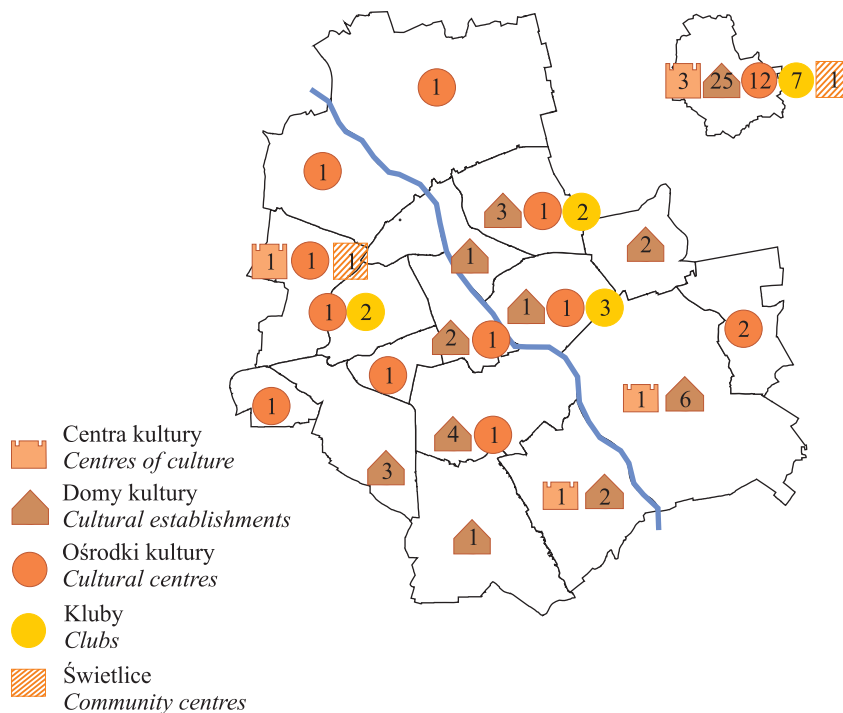 1
3 25 12 7 1
1
3 1 2
2
1 1 1
1
1 1 3
1 2
2 1
2
1
1
1 6
4 1
3
1 2
1
Centra kultury
Centres of culture
Domy kultury
Cultural establishments
Ośrodki kultury
Cultural centres
Kluby
Clubs
Świetlice
Community centres